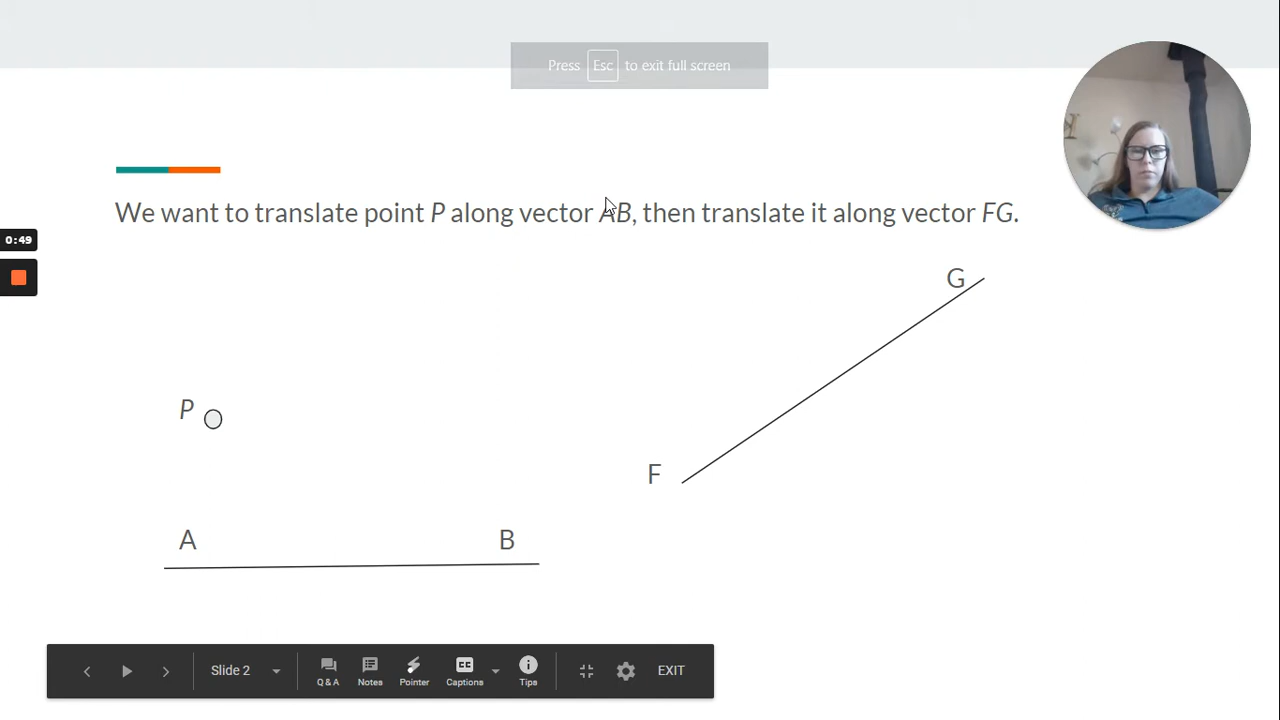 Press Esc to exit full screen
We want to translate point P along vector AB, then translate it along vector FG.
0:49
G
P
F
A B
Slide 2
Q & A Notes Pointer Captions Tips EXIT